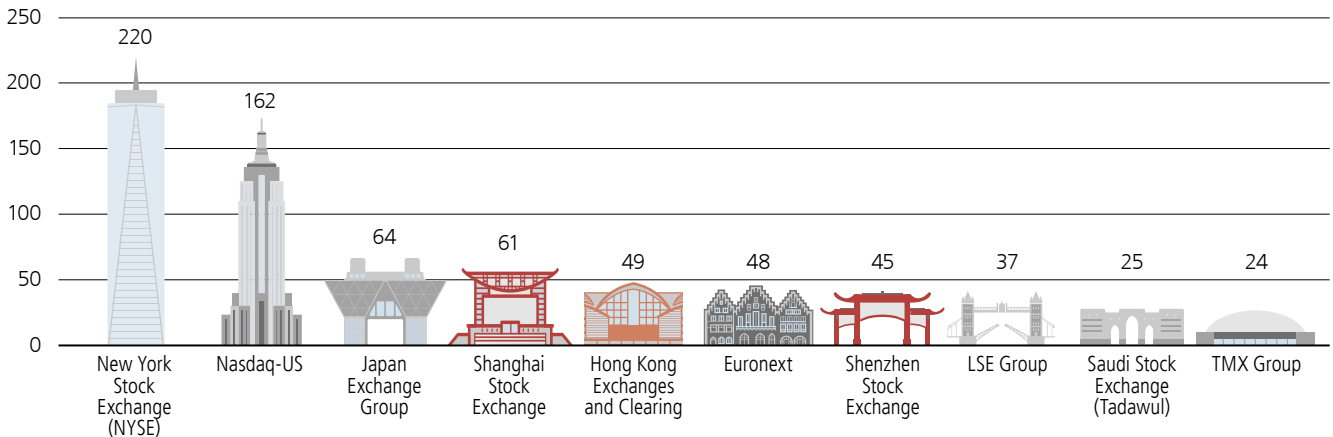 250
200
150
100
50
0
220
162
64
61
49
48
45
37
25
24
New York
Stock
Exchange
(NYSE)
Nasdaq-US
Japan
Exchange
Group
Shanghai
Stock
Exchange
Hong Kong
Exchanges
and Clearing
Euronext
Shenzhen
Stock
Exchange
LSE Group
Saudi Stock
Exchange
(Tadawul)
TMX Group